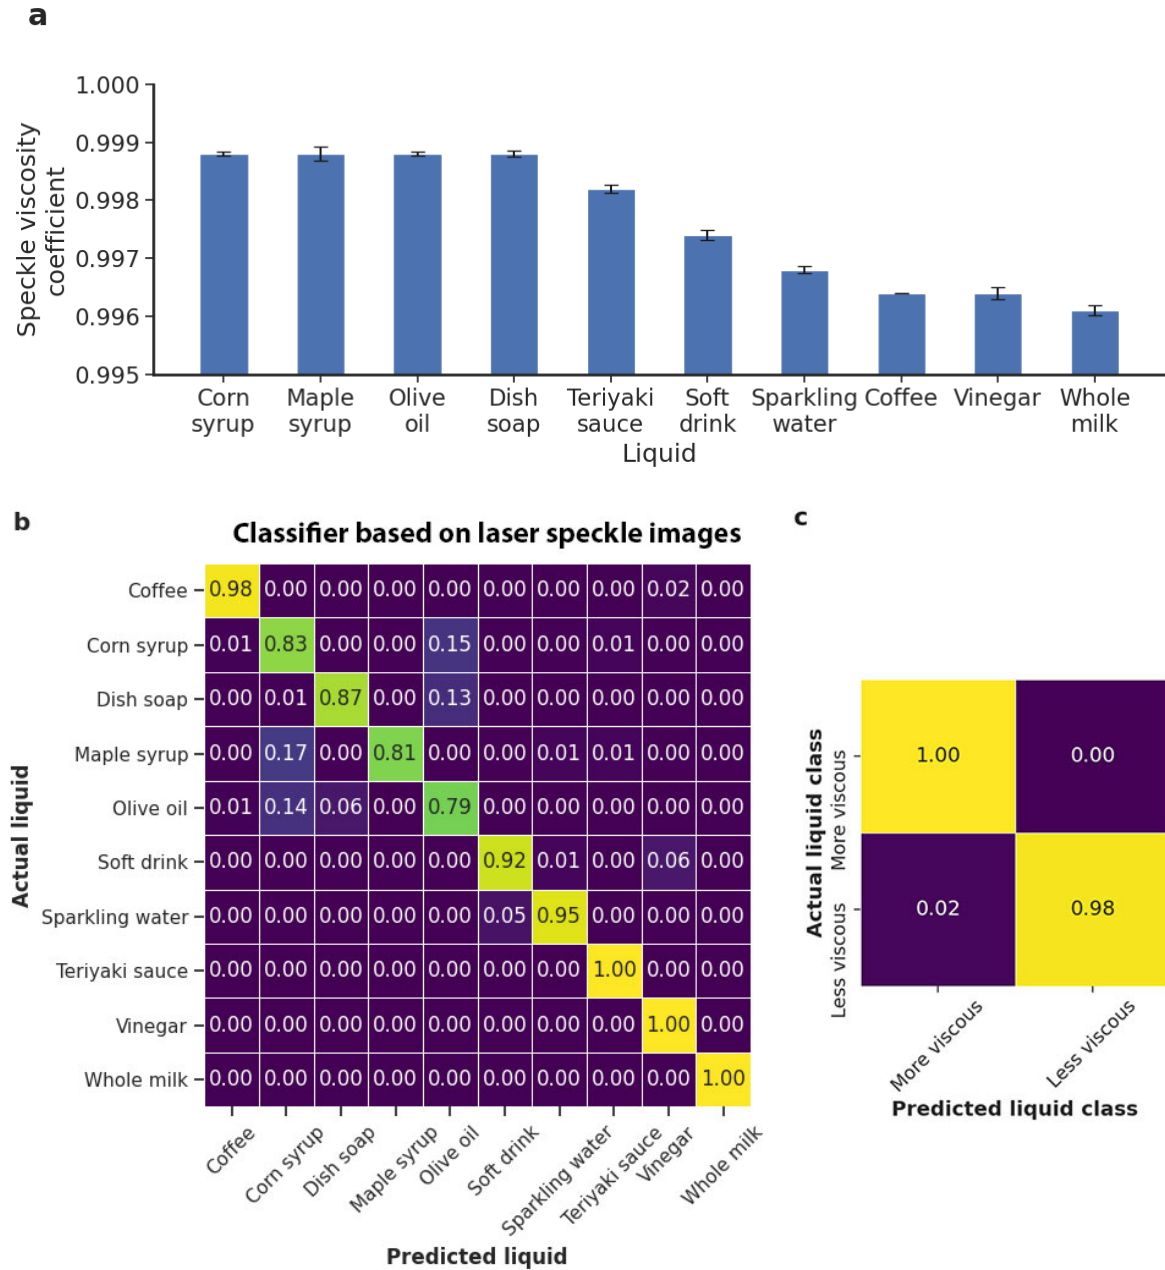 a
Speckle viscosity
coefficient
1.000
0.999
0.998
0.997
0.996
0.995
Corn
syrup
Maple
syrup
Olive
oil
Dish
soap
Teriyaki
sauce
Soft
drink
Sparkling
water
Coffee
Vinegar
Whole
milk
Liquid
b
Classifier based on laser speckle images
Actual liquid
Coffee 0.98 0.00 0.00 0.00 0.00 0.00 0.00 0.00 0.02 0.00
Corn syrup 0.01 0.83 0.00 0.00 0.15 0.00 0.00 0.01 0.00 0.00
Dish soap 0.00 0.01 0.87 0.00 0.13 0.00 0.00 0.00 0.00 0.00
Maple syrup 0.00 0.17 0.00 0.81 0.00 0.00 0.01 0.01 0.00 0.00
Olive oil 0.01 0.14 0.06 0.00 0.79 0.00 0.00 0.00 0.00 0.00
Soft drink 0.00 0.00 0.00 0.00 0.00 0.92 0.01 0.00 0.06 0.00
Sparkling water 0.00 0.00 0.00 0.00 0.00 0.05 0.95 0.00 0.00 0.00
Teriyaki sauce 0.00 0.00 0.00 0.00 0.00 0.00 0.00 1.00 0.00 0.00
Vinegar 0.00 0.00 0.00 0.00 0.00 0.00 0.00 0.00 1.00 0.00
Whole milk 0.00 0.00 0.00 0.00 0.00 0.00 0.00 0.00 0.00 1.00
Coffee
Corn syrup
Dish soap
Maple syrup
Olive oil
Soft drink
Sparkling water
Teriyaki sauce
Vinegar
Whole milk
Predicted liquid
c
Actual liquid class
More viscous
Less viscous
1.00 0.00
0.02 0.98
More viscous
Less viscous
Predicted liquid class